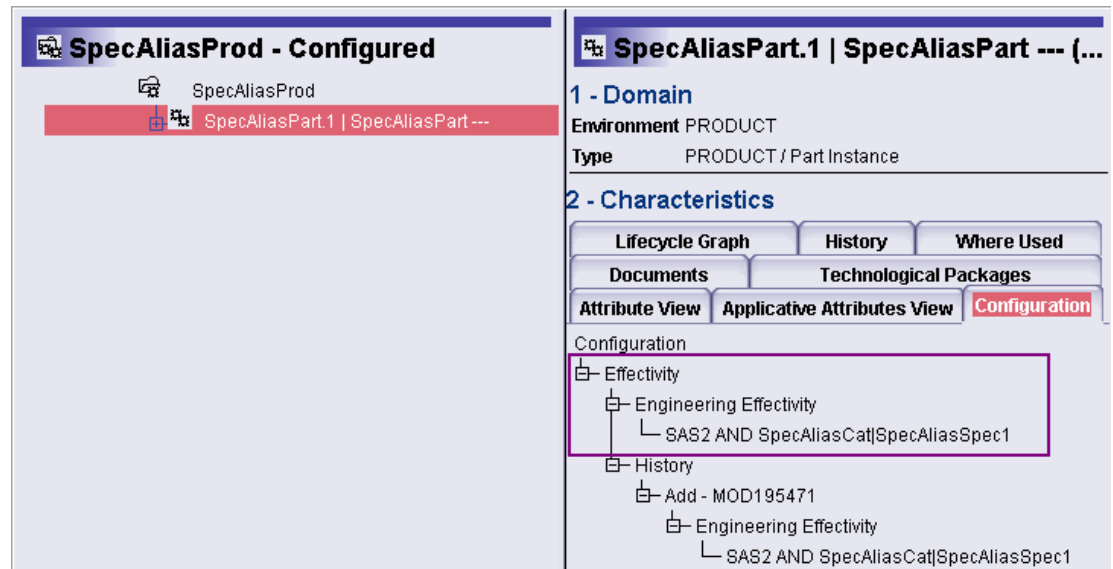 SpecAliasProd - Configured
SpecAliasProd
SpecAliasPart.1 | SpecAliasPart ---
SpecAliasPart.1 | SpecAliasPart --- (...
1 - Domain
Environment PRODUCT
Type PRODUCT / Part Instance
2 - Characteristics
Lifecycle Graph History Where Used
Documents Technological Packages
Attribute View Applicative Attributes View Configuration
Configuration
Effectivity
Engineering Effectivity
SAS2 AND SpecAliasCat|SpecAliasSpec1
History
Add - MOD195471
Engineering Effectivity
SAS2 AND SpecAliasCat|SpecAliasSpec1